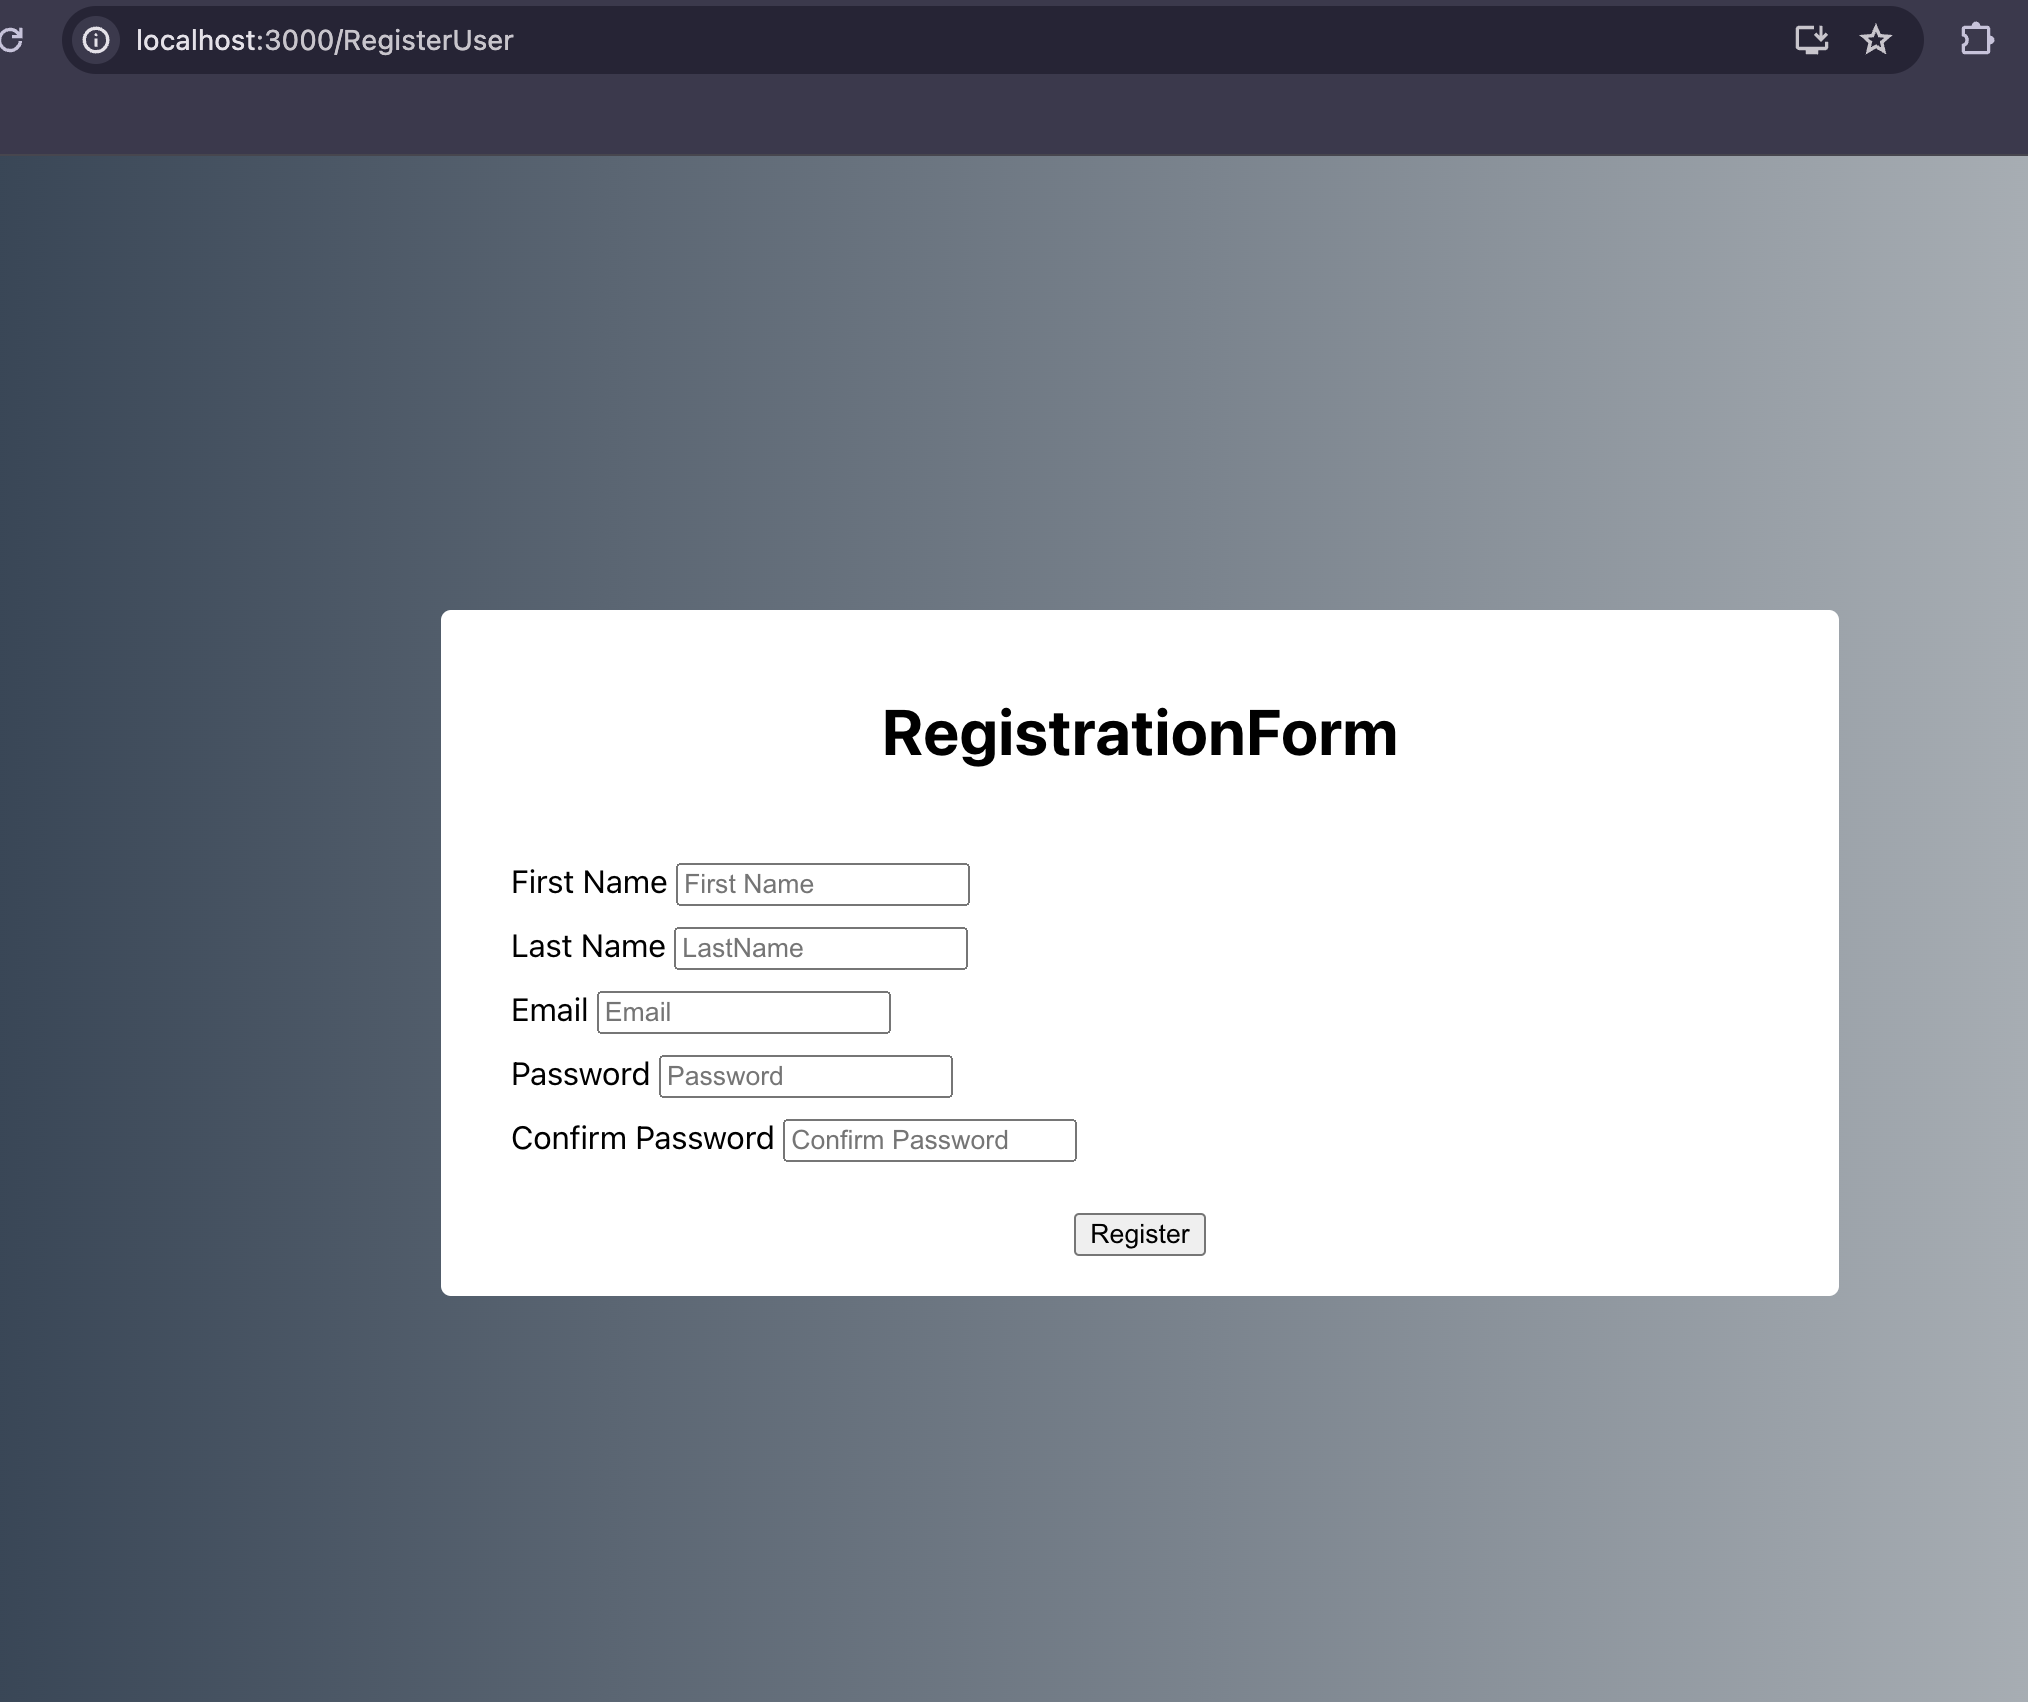 localhost:3000/RegisterUser
RegistrationForm
First Name First Name
Last Name LastName
Email Email
Password Password
Confirm Password Confirm Password
Register